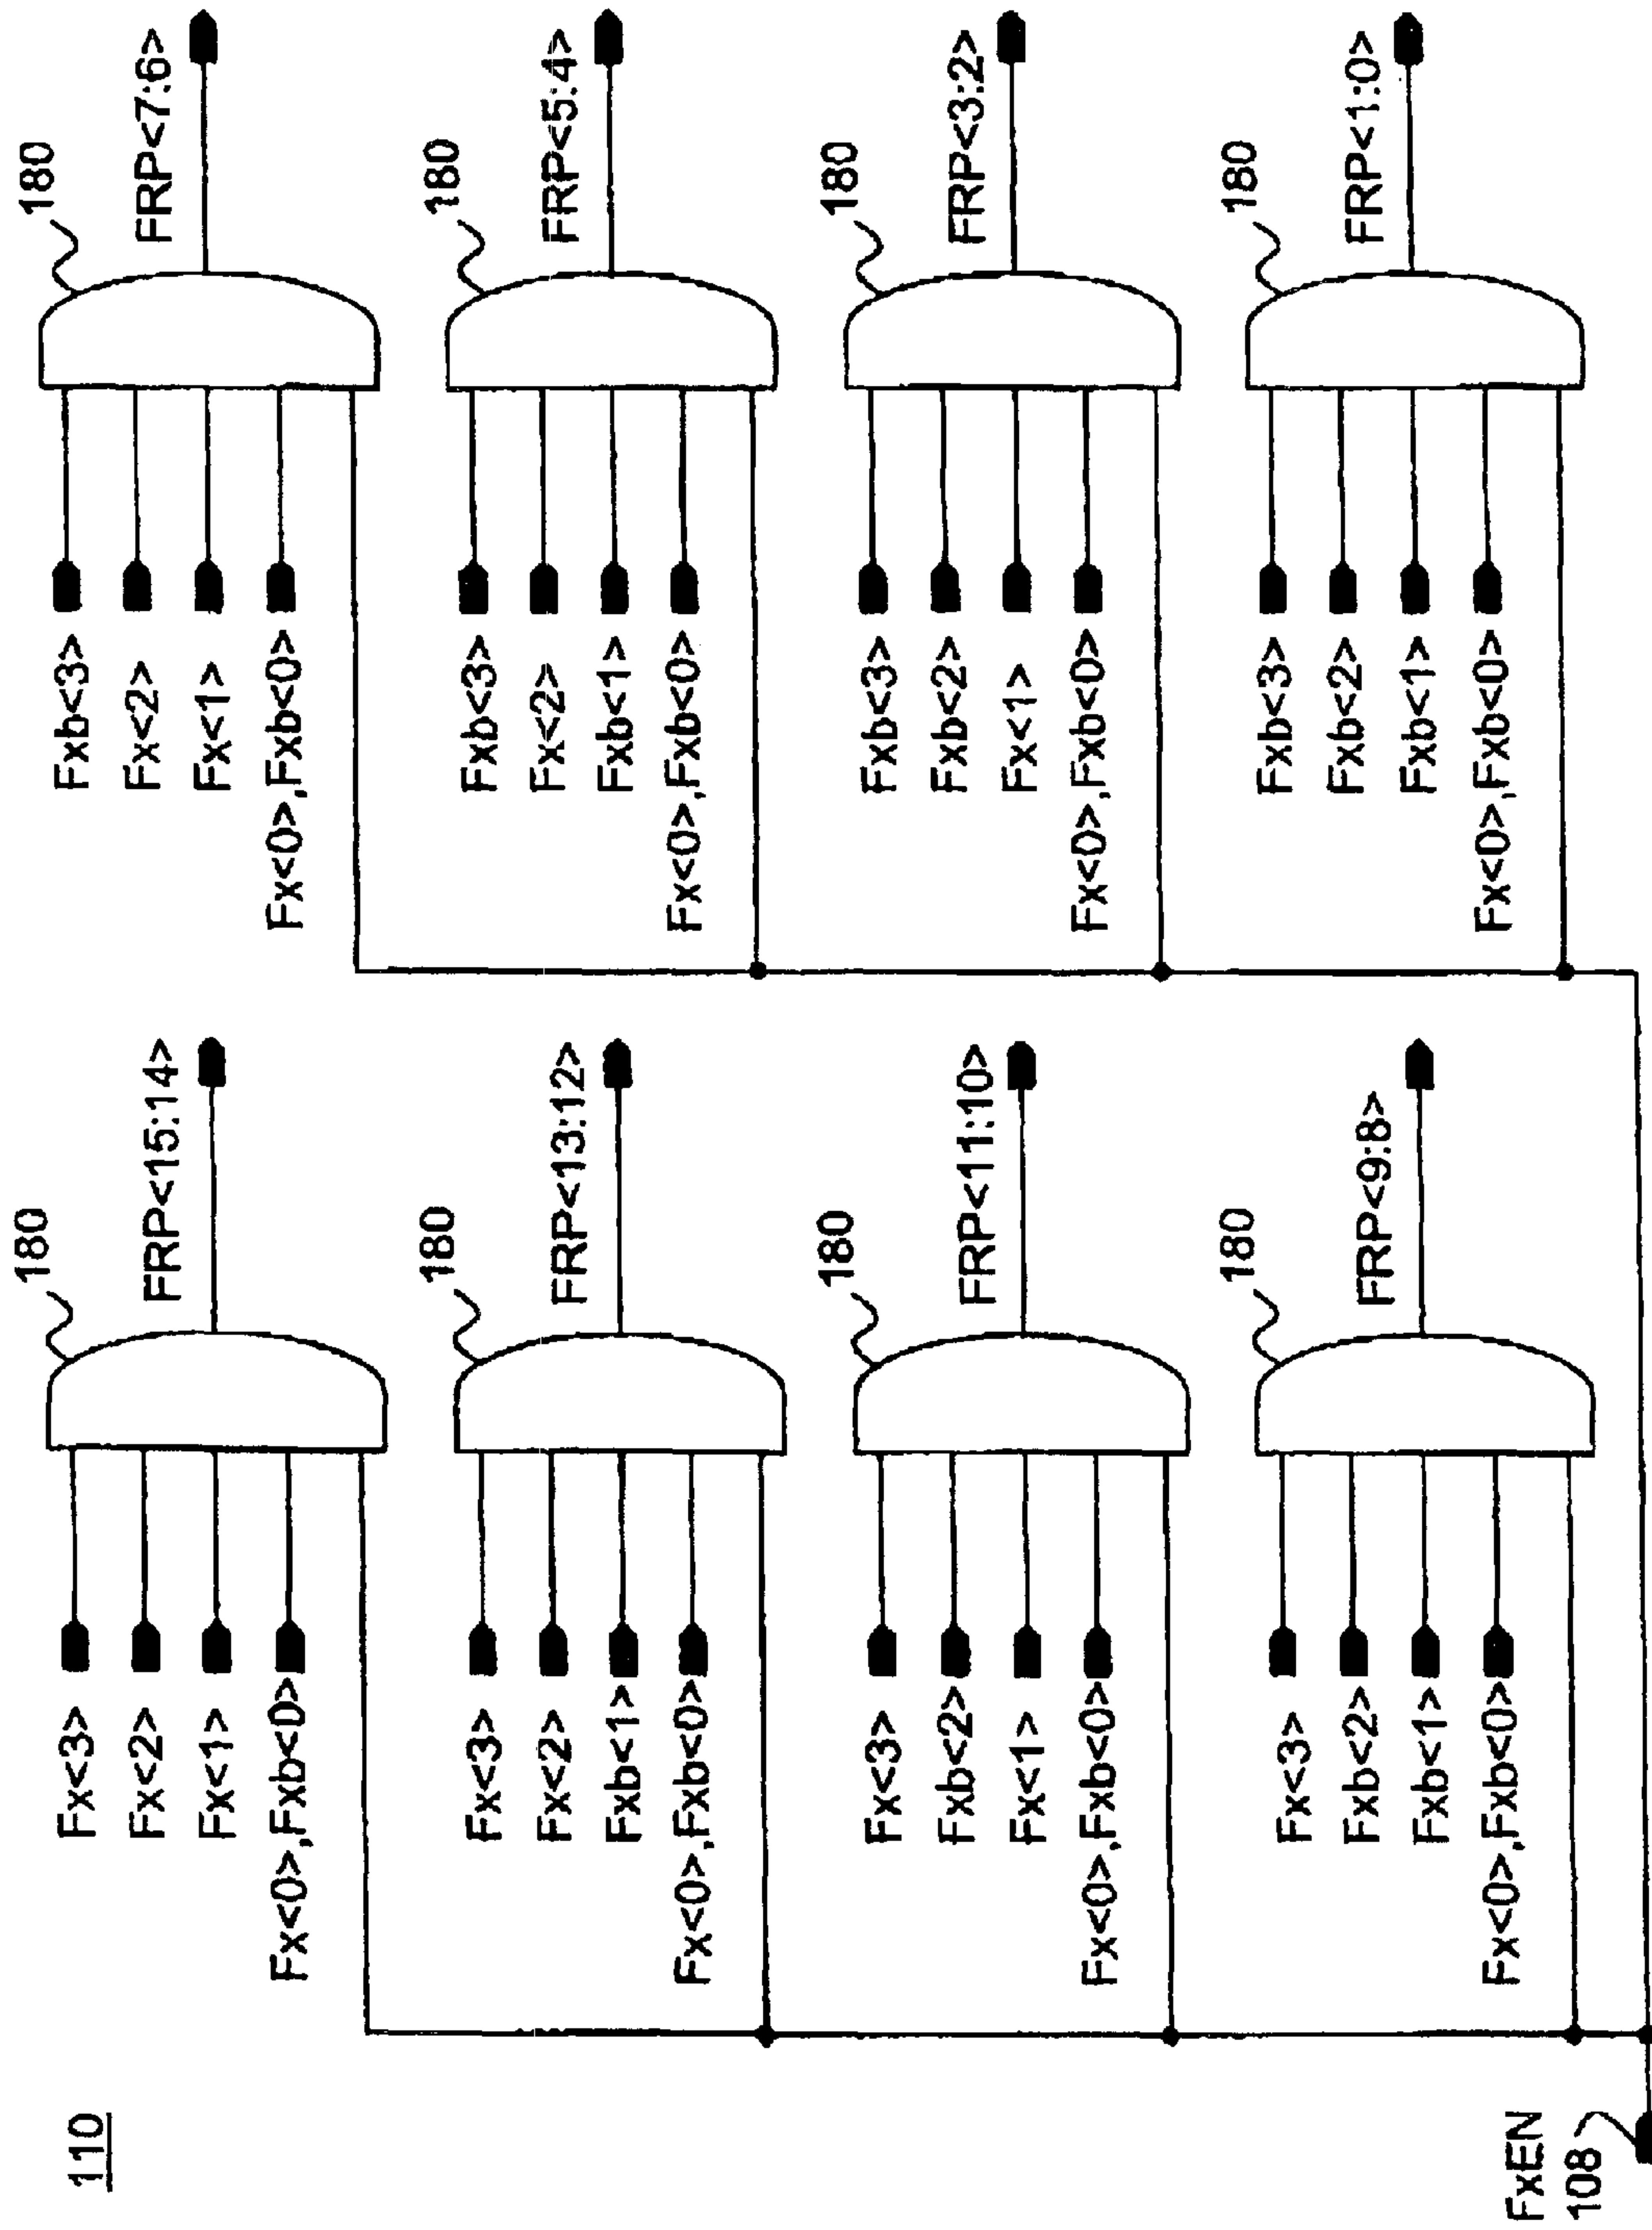 110
180
Fx<3>
Fx<2>
Fx<1>
Fx<0>,Fxb<0>
FRP<15:14>
180
Fx<3>
Fx<2>
Fxb<1>
Fx<0>,Fxb<0>
FRP<13:12>
180
Fx<3>
Fxb<2>
Fx<1>
Fx<0>,Fxb<0>
FRP<11:10>
180
Fx<3>
Fxb<2>
Fxb<1>
Fx<0>,Fxb<0>
FRP<9:8>
FxEN
108
180
Fxb<3>
Fx<2>
Fx<1>
Fx<0>,Fxb<0>
FRP<7:6>
180
Fxb<3>
Fx<2>
Fxb<1>
Fx<0>,Fxb<0>
FRP<5:4>
180
Fxb<3>
Fxb<2>
Fx<1>
Fx<0>,Fxb<0>
FRP<3:2>
180
Fxb<3>
Fxb<2>
Fxb<1>
Fx<0>,Fxb<0>
FRP<1:0>